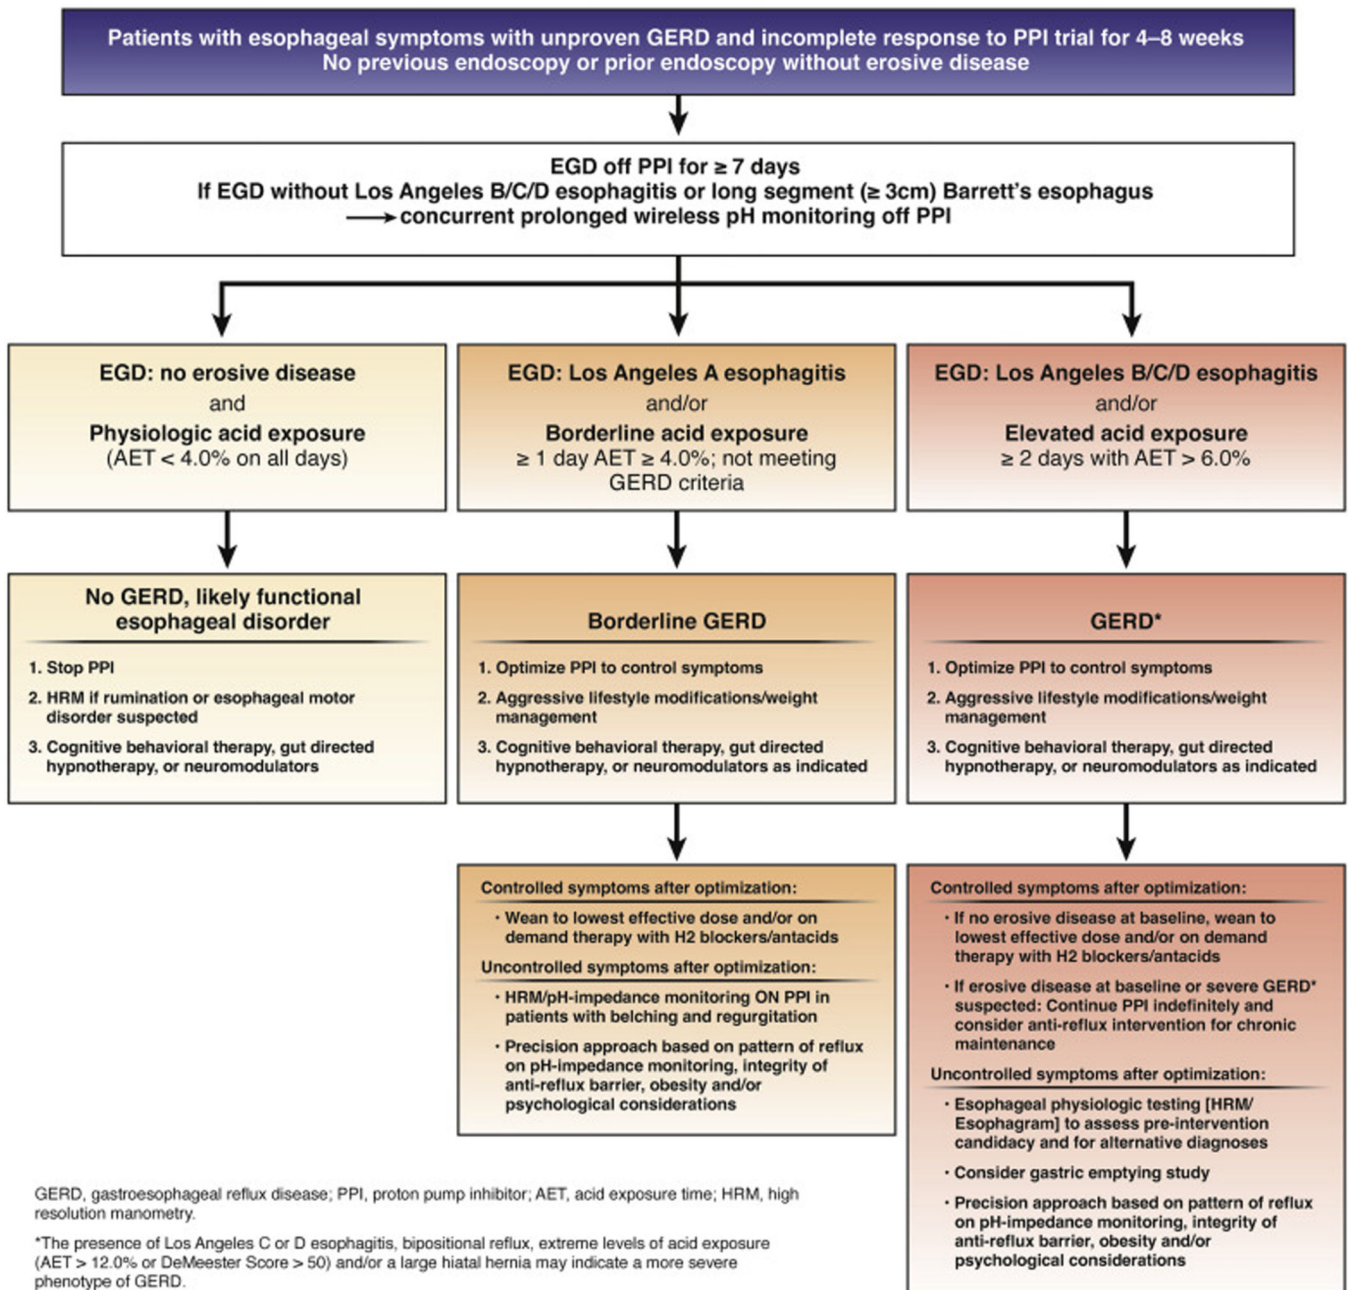 Patients with esophageal symptoms with unproven GERD and incomplete response to PPI trial for 4–8 weeks
No previous endoscopy or prior endoscopy without erosive disease
EGD off PPI for ≥ 7 days
If EGD without Los Angeles B/C/D esophagitis or long segment (≥ 3cm) Barrett's esophagus
→ concurrent prolonged wireless pH monitoring off PPI
EGD: no erosive disease
and
Physiologic acid exposure
(AET < 4.0% on all days)
EGD: Los Angeles A esophagitis
and/or
Borderline acid exposure
≥ 1 day AET ≥ 4.0%; not meeting
GERD criteria
EGD: Los Angeles B/C/D esophagitis
and/or
Elevated acid exposure
≥ 2 days with AET > 6.0%
No GERD, likely functional
esophageal disorder
1. Stop PPI
2. HRM if rumination or esophageal motor
disorder suspected
3. Cognitive behavioral therapy, gut directed
hypnotherapy, or neuromodulators
Borderline GERD
1. Optimize PPI to control symptoms
2. Aggressive lifestyle modifications/weight
management
3. Cognitive behavioral therapy, gut directed
hypnotherapy, or neuromodulators as indicated
GERD*
1. Optimize PPI to control symptoms
2. Aggressive lifestyle modifications/weight
management
3. Cognitive behavioral therapy, gut directed
hypnotherapy, or neuromodulators as indicated
Controlled symptoms after optimization:
· Wean to lowest effective dose and/or on
demand therapy with H2 blockers/antacids
Uncontrolled symptoms after optimization:
· HRM/pH-impedance monitoring ON PPI in
patients with belching and regurgitation
· Precision approach based on pattern of reflux
on pH-impedance monitoring, integrity of
anti-reflux barrier, obesity and/or
psychological considerations
Controlled symptoms after optimization:
· If no erosive disease at baseline, wean to
lowest effective dose and/or on demand
therapy with H2 blockers/antacids
· If erosive disease at baseline or severe GERD*
suspected: Continue PPI indefinitely and
consider anti-reflux intervention for chronic
maintenance
Uncontrolled symptoms after optimization:
· Esophageal physiologic testing [HRM/
Esophagram] to assess pre-intervention
candidacy and for alternative diagnoses
· Consider gastric emptying study
· Precision approach based on pattern of reflux
on pH-impedance monitoring, integrity of
anti-reflux barrier, obesity and/or
psychological considerations
GERD, gastroesophageal reflux disease; PPI, proton pump inhibitor; AET, acid exposure time; HRM, high
resolution manometry.
*The presence of Los Angeles C or D esophagitis, bipositional reflux, extreme levels of acid exposure
(AET > 12.0% or DeMeester Score > 50) and/or a large hiatal hernia may indicate a more severe
phenotype of GERD.